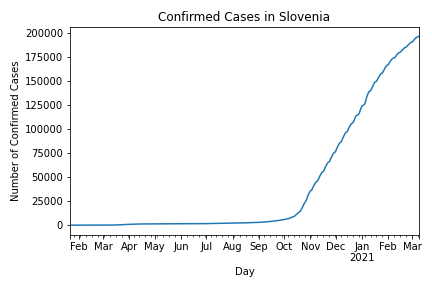 Confirmed Cases in Slovenia
200000
175000
150000
125000
100000
75000
50000
25000
0
Number of Confirmed Cases
Feb Mar Apr May Jun Jul Aug Sep Oct Nov Dec Jan Feb Mar
2021
Day